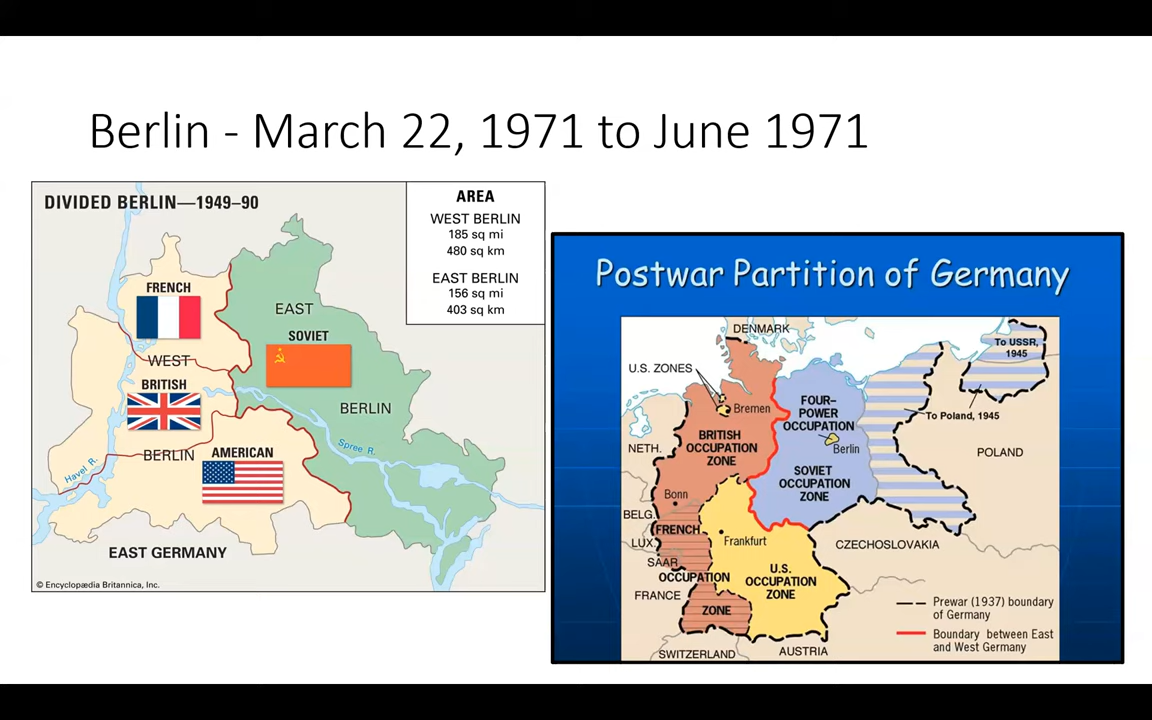 Berlin - March 22, 1971 to June 1971
DIVIDED BERLIN—1949–90
AREA
WEST BERLIN
185 sq mi
480 sq km
EAST BERLIN
156 sq mi
403 sq km
FRENCH
EAST
SOVIET
WEST
BRITISH
BERLIN
BERLIN
AMERICAN
Spree R.
Havel R.
EAST GERMANY
© Encyclopædia Britannica, Inc.
Postwar Partition of Germany
DENMARK
To USSR,
1945
U.S. ZONES
Bremen
FOUR-
POWER
OCCUPATION
To Poland, 1945
BRITISH
OCCUPATION
ZONE
Berlin
NETH.
POLAND
SOVIET
OCCUPATION
ZONE
Bonn
BELG.
FRENCH
Frankfurt
LUX.
CZECHOSLOVAKIA
SAAR
OCCUPATION
U.S.
OCCUPATION
ZONE
FRANCE
ZONE
Prewar (1937) boundary
of Germany
Boundary between East
and West Germany
SWITZERLAND
AUSTRIA